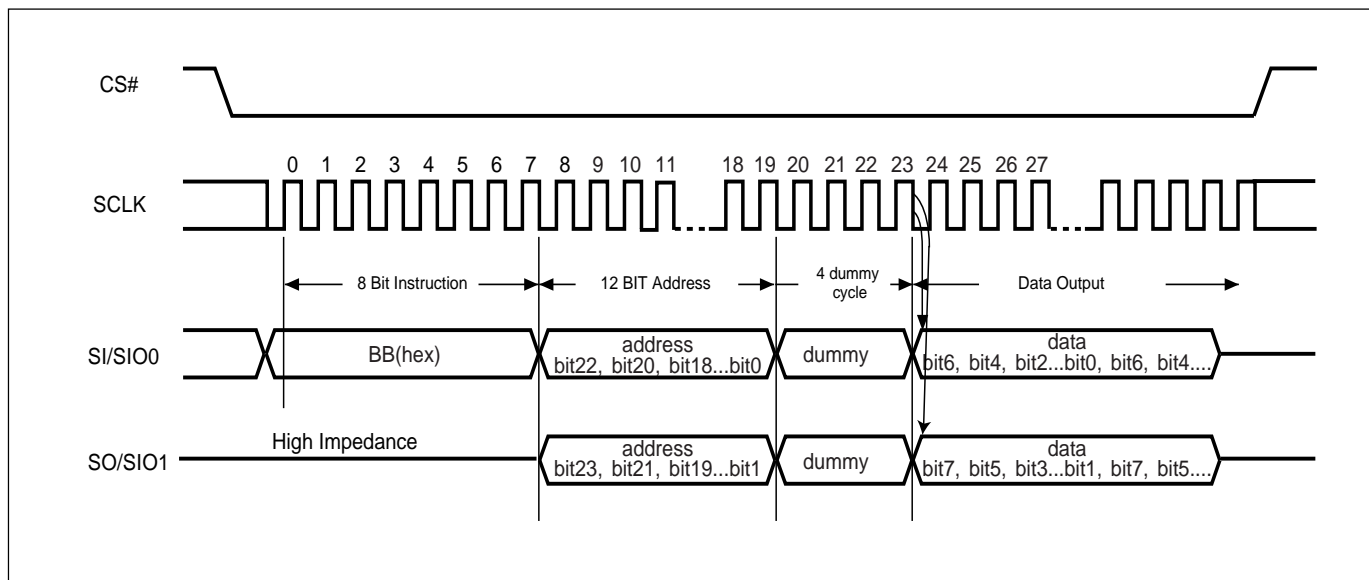 CS#
0 1 2 3 4 5 6 7 8 9 10 11 18 19 20 21 22 23 24 25 26 27
SCLK
8 Bit Instruction
12 BIT Address
4 dummy
cycle
Data Output
SI/SIO0
BB(hex)
address
bit22, bit20, bit18...bit0
dummy
data
bit6, bit4, bit2...bit0, bit6, bit4....
High Impedance
SO/SIO1
address
bit23, bit21, bit19...bit1
dummy
data
bit7, bit5, bit3...bit1, bit7, bit5....